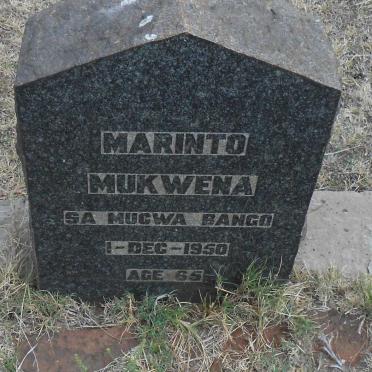 MARINTO
MUKWENA
SA MUGWA BANGO
1-DEC-1950
AGE 65